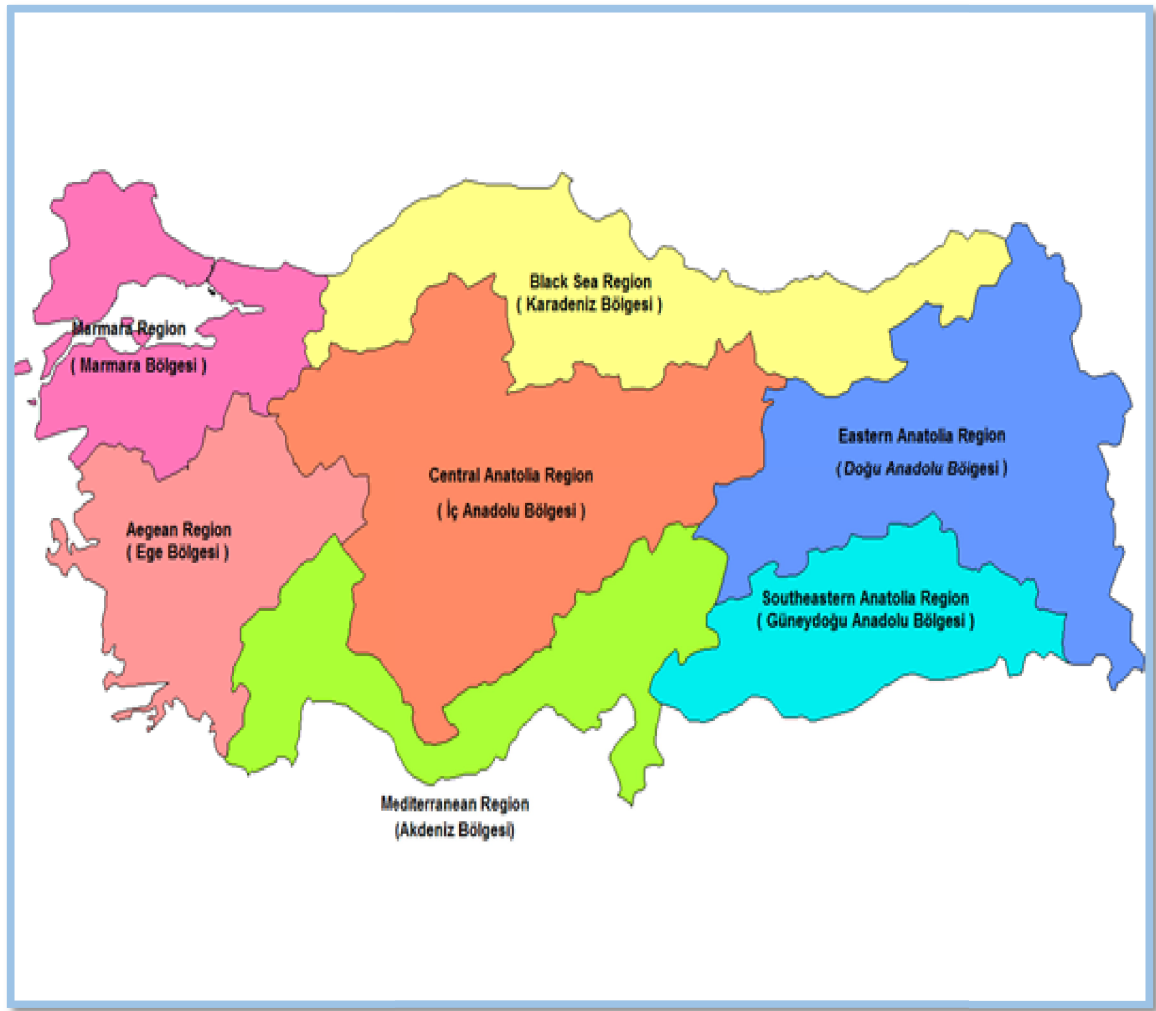 Black Sea Region
( Karadeniz Bölgesi )
Marmara Region
( Marmara Bölgesi )
Eastern Anatolia Region
( Doğu Anadolu Bölgesi )
Central Anatolia Region
( İç Anadolu Bölgesi )
Aegean Region
( Ege Bölgesi )
Southeastern Anatolia Region
( Güneydoğu Anadolu Bölgesi )
Mediterranean Region
(Akdeniz Bölgesi)